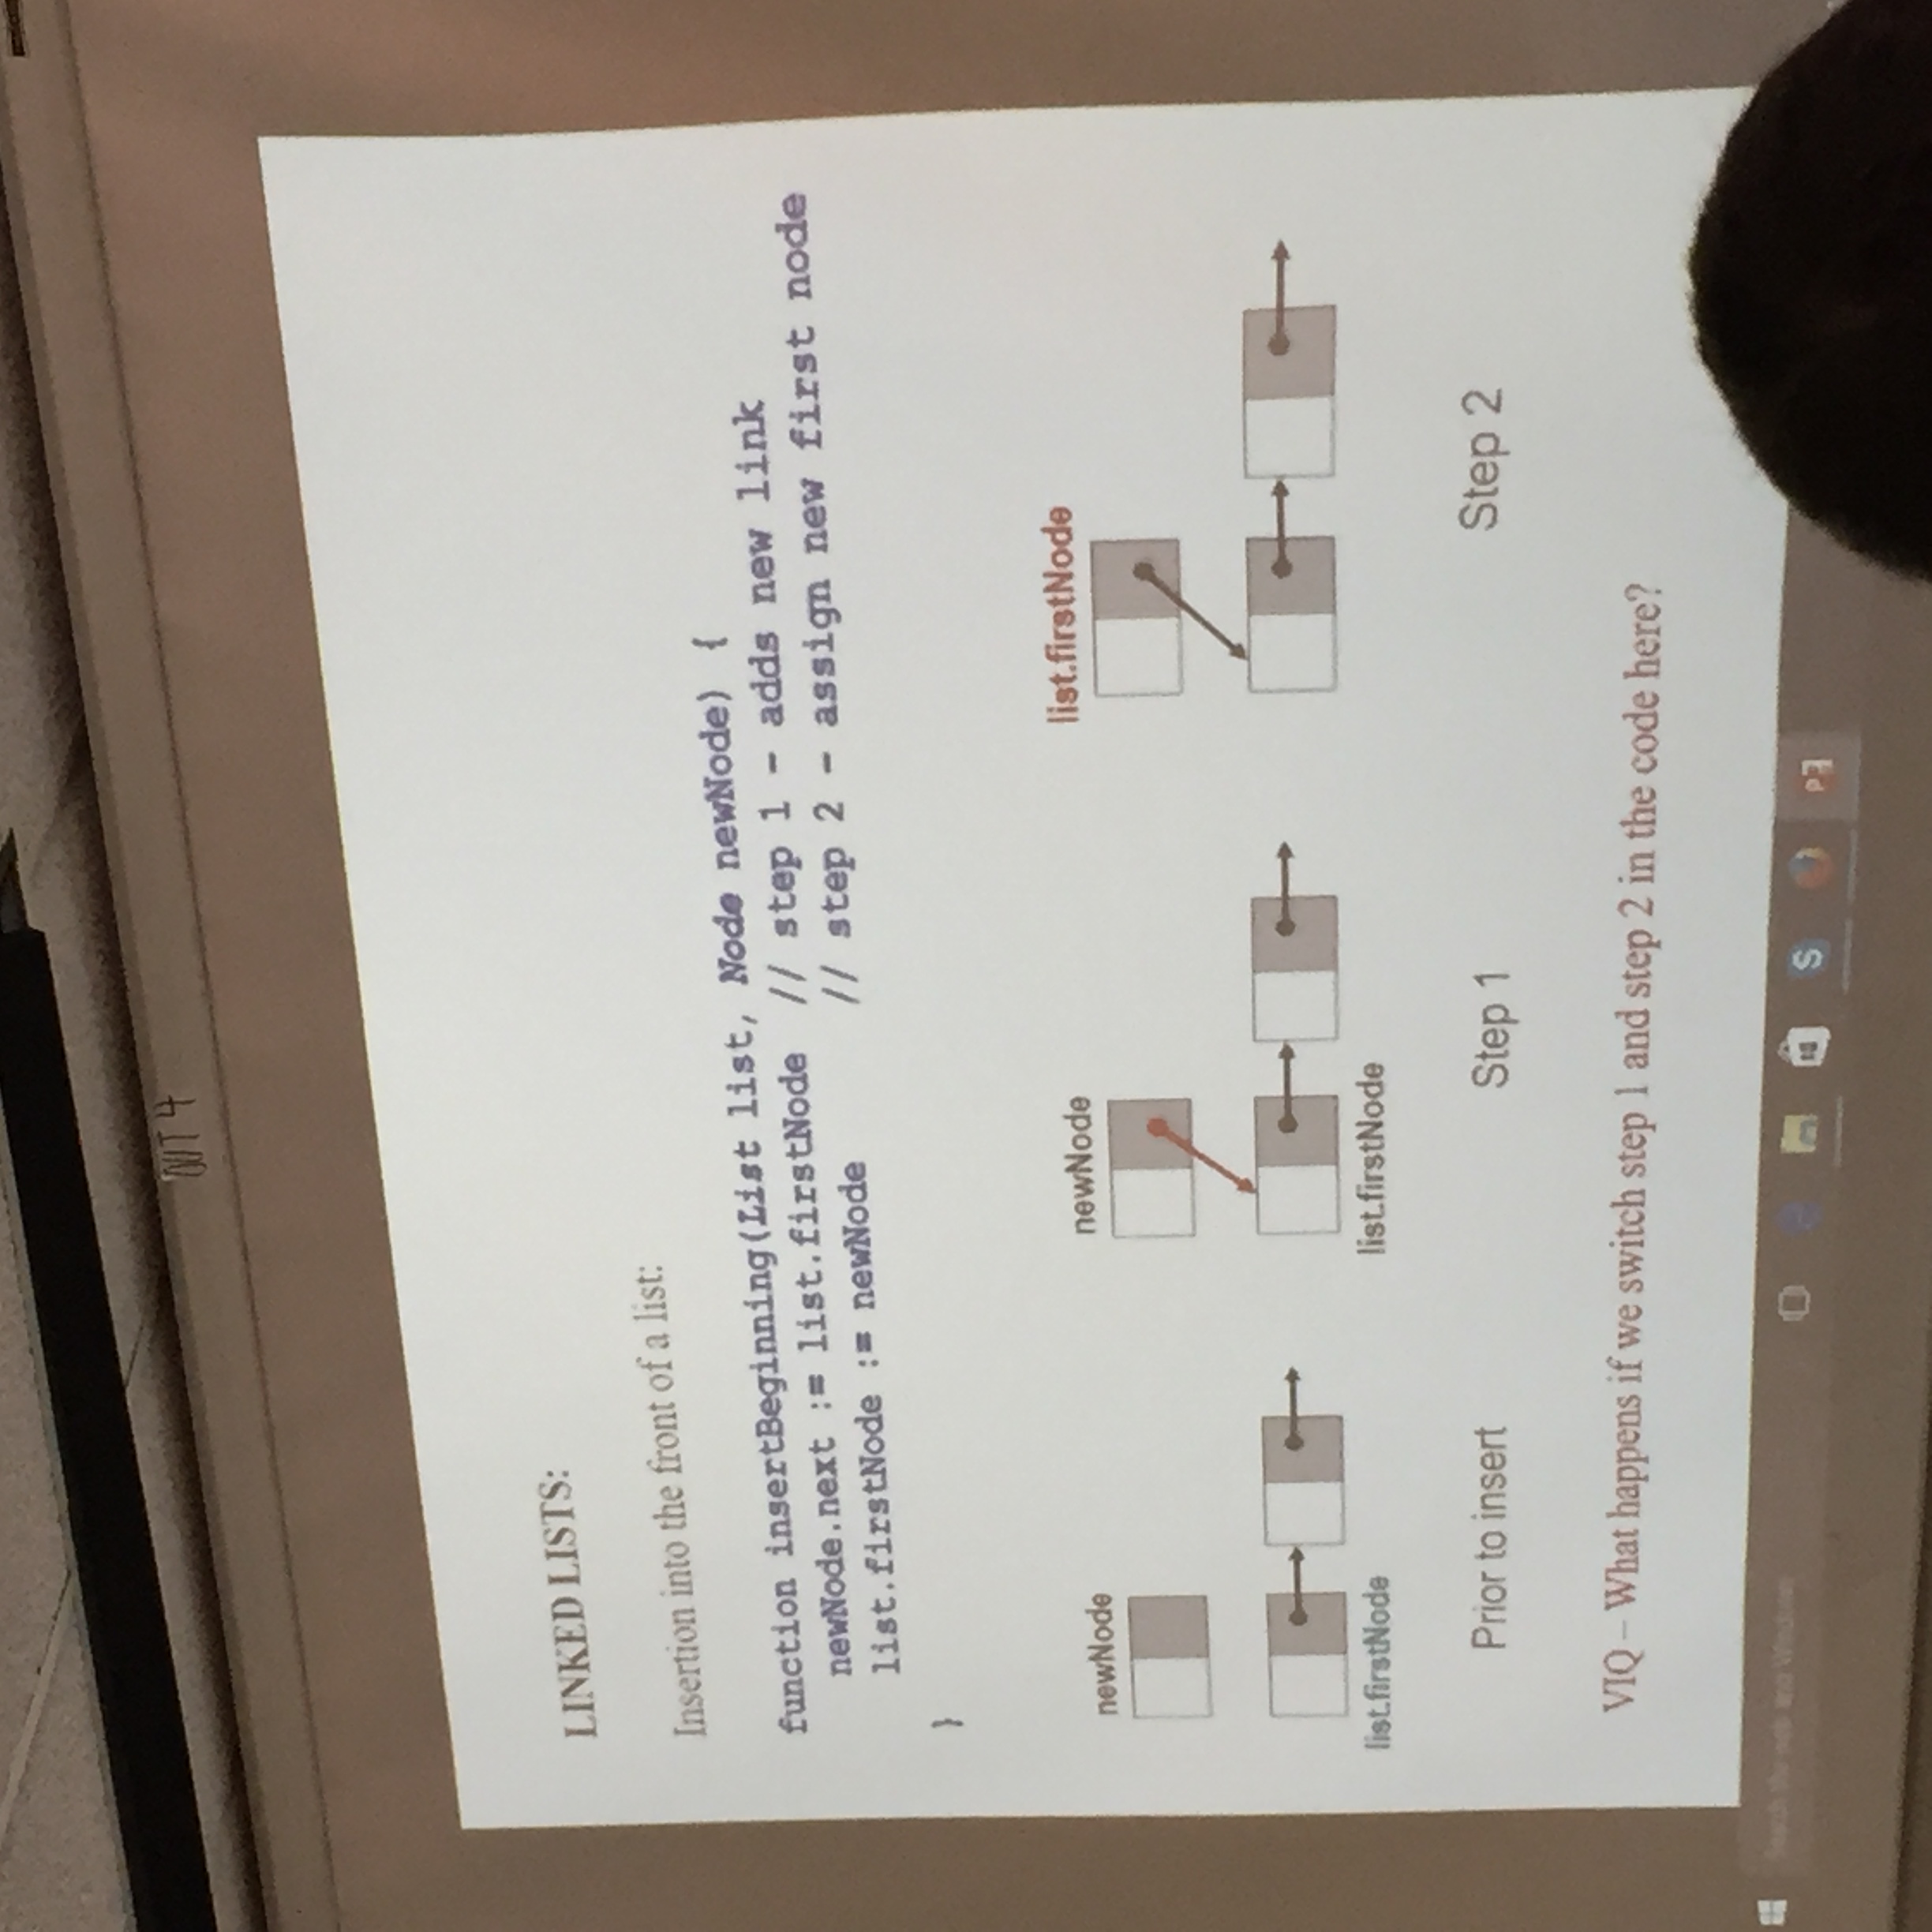 LINKED LISTS:
Insertion into the front of a list:
function insertBeginning(List list, Node newNode) {
newNode.next := list.firstNode // step 1 - adds new link
list.firstNode := newNode // step 2 - assign new first node
}
newNode
newNode
list.firstNode
list.firstNode
list.firstNode
Prior to insert
Step 1
Step 2
VIQ – What happens if we switch step 1 and step 2 in the code here?
Search the web and Windows
S